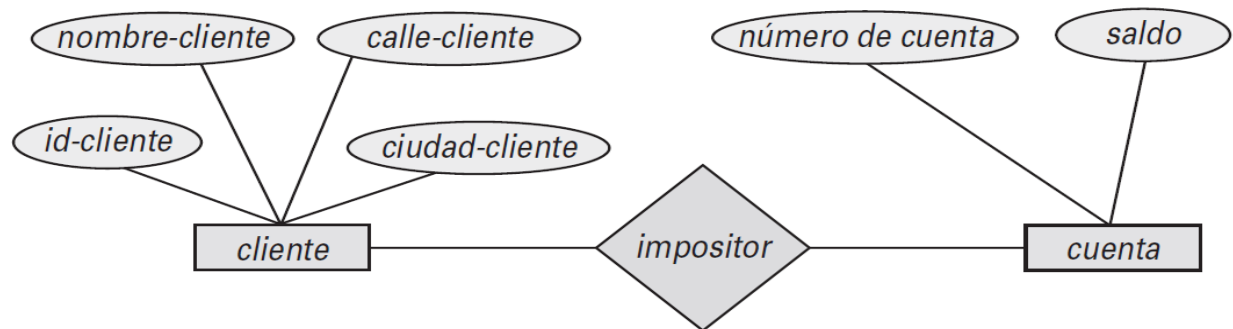 nombre-cliente
calle-cliente
número de cuenta
saldo
id-cliente
ciudad-cliente
cliente
impositor
cuenta